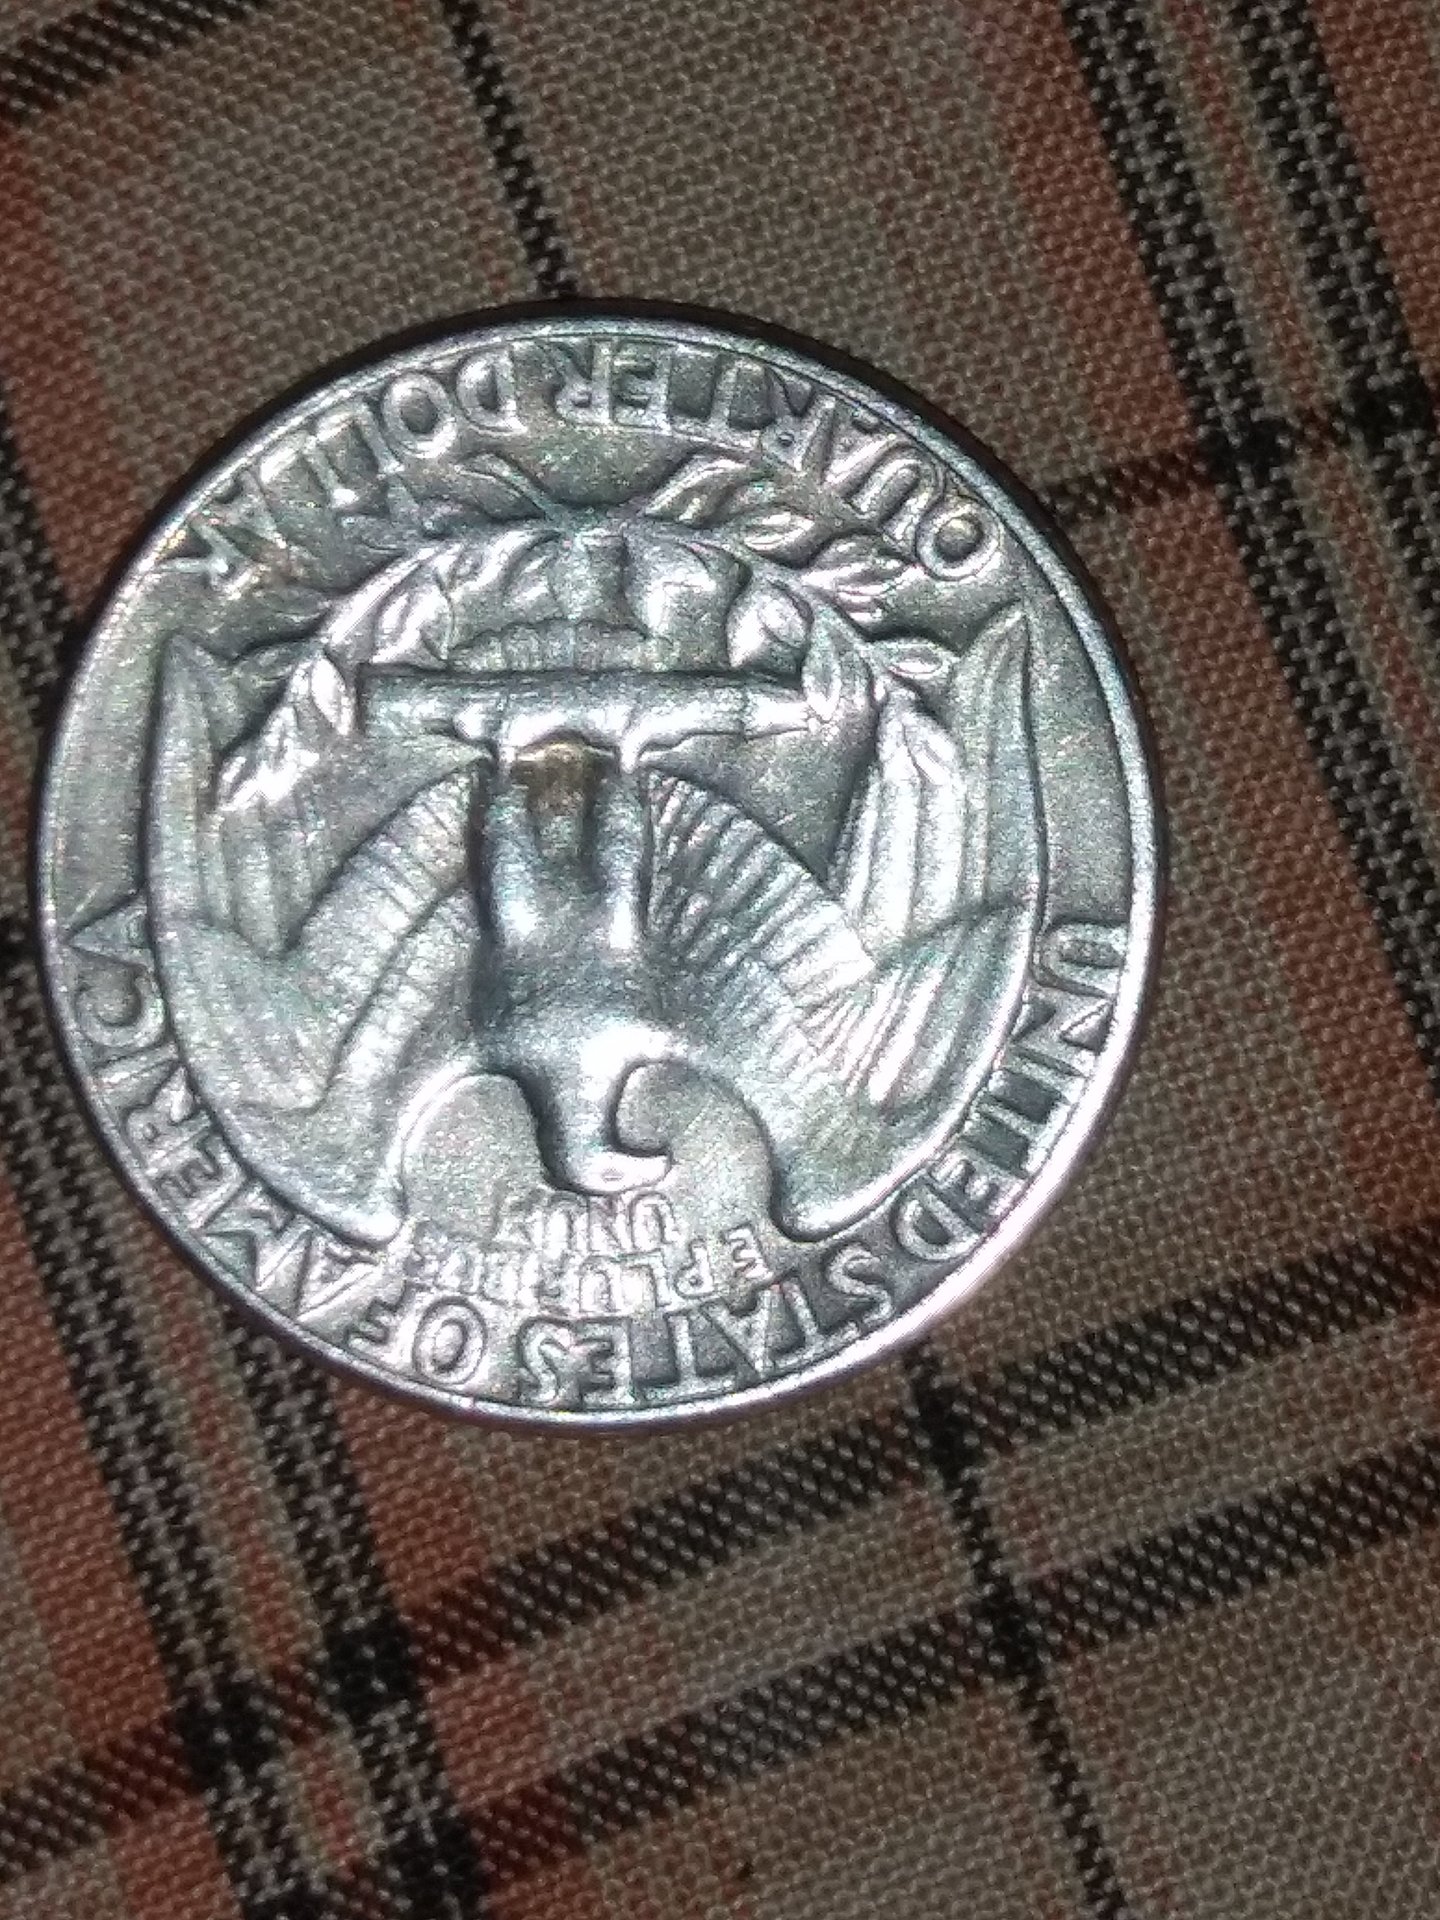 UNITED STATES OF AMERICA
E PLURIBUS
UNUM
QUARTER DOLLAR